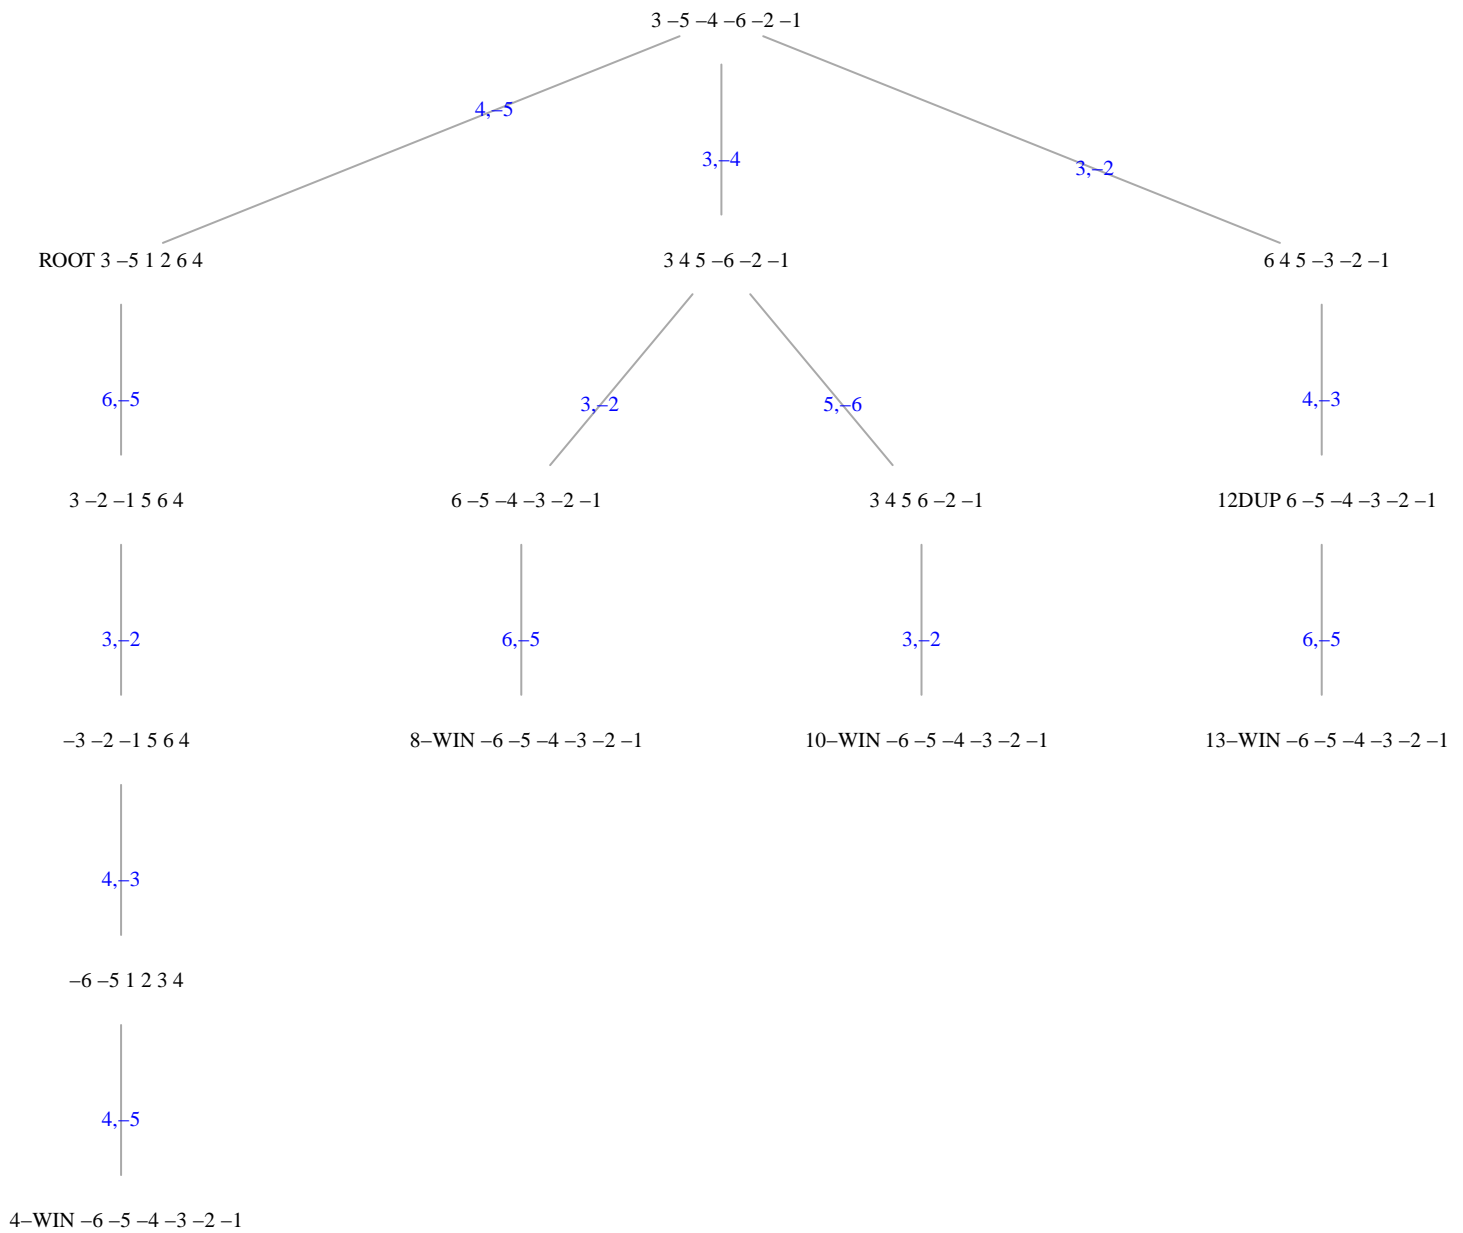 3 –5 –4 –6 –2 –1
4,–5
3,–4
3,–2
ROOT 3 –5 1 2 6 4
3 4 5 –6 –2 –1
6 4 5 –3 –2 –1
6,–5
3,–2
5,–6
4,–3
3 –2 –1 5 6 4
6 –5 –4 –3 –2 –1
3 4 5 6 –2 –1
12DUP 6 –5 –4 –3 –2 –1
3,–2
6,–5
3,–2
6,–5
–3 –2 –1 5 6 4
8–WIN –6 –5 –4 –3 –2 –1
10–WIN –6 –5 –4 –3 –2 –1
13–WIN –6 –5 –4 –3 –2 –1
4,–3
–6 –5 1 2 3 4
4,–5
4–WIN –6 –5 –4 –3 –2 –1